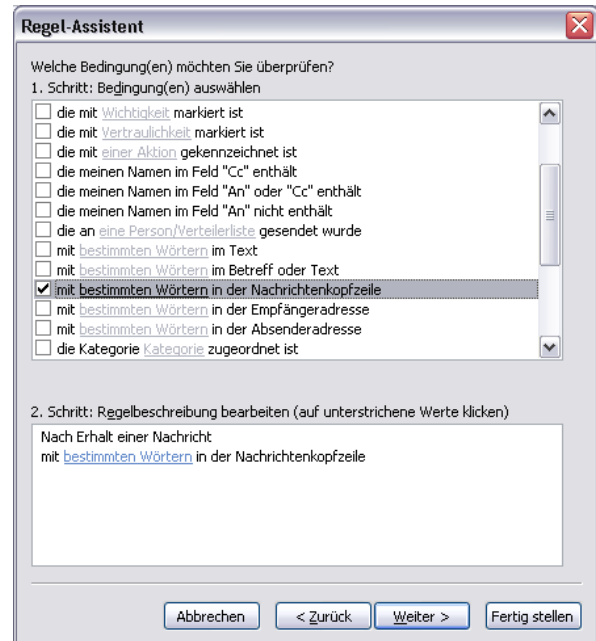 Regel-Assistent
Welche Bedingung(en) möchten Sie überprüfen?
1. Schritt: Bedingung(en) auswählen
die mit Wichtigkeit markiert ist
die mit Vertraulichkeit markiert ist
die mit einer Aktion gekennzeichnet ist
die meinen Namen im Feld "Cc" enthält
die meinen Namen im Feld "An" oder "Cc" enthält
die meinen Namen im Feld "An" nicht enthält
die an eine Person/Verteilerliste gesendet wurde
mit bestimmten Wörtern im Text
mit bestimmten Wörtern im Betreff oder Text
mit bestimmten Wörtern in der Nachrichtenkopfzeile
mit bestimmten Wörtern in der Empfängeradresse
mit bestimmten Wörtern in der Absenderadresse
die Kategorie Kategorie zugeordnet ist
2. Schritt: Regelbeschreibung bearbeiten (auf unterstrichene Werte klicken)
Nach Erhalt einer Nachricht
mit bestimmten Wörtern in der Nachrichtenkopfzeile
Abbrechen < Zurück Weiter > Fertig stellen